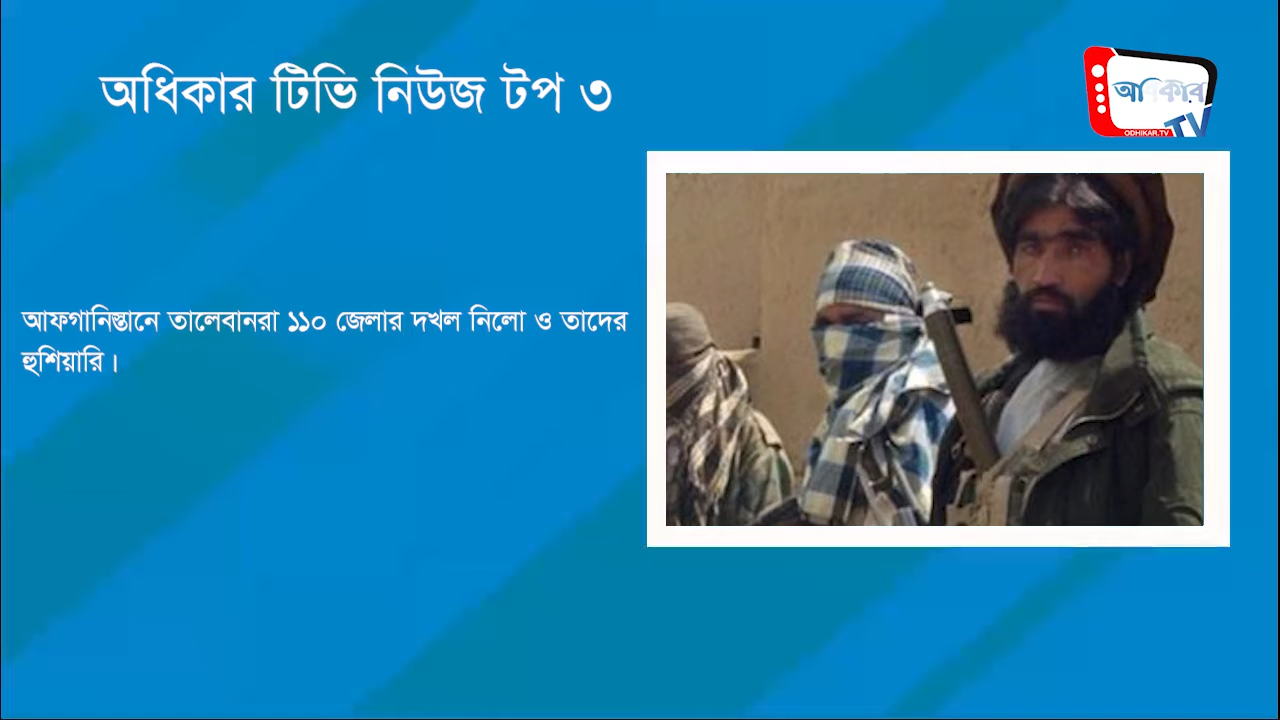 অধিকার টিভি নিউজ টপ ৩
অধিকার
TV
ODHIKAR.TV
আফগানিস্তানে তালেবানরা ১১০ জেলার দখল নিলো ও তাদের
হুশিয়ারি।